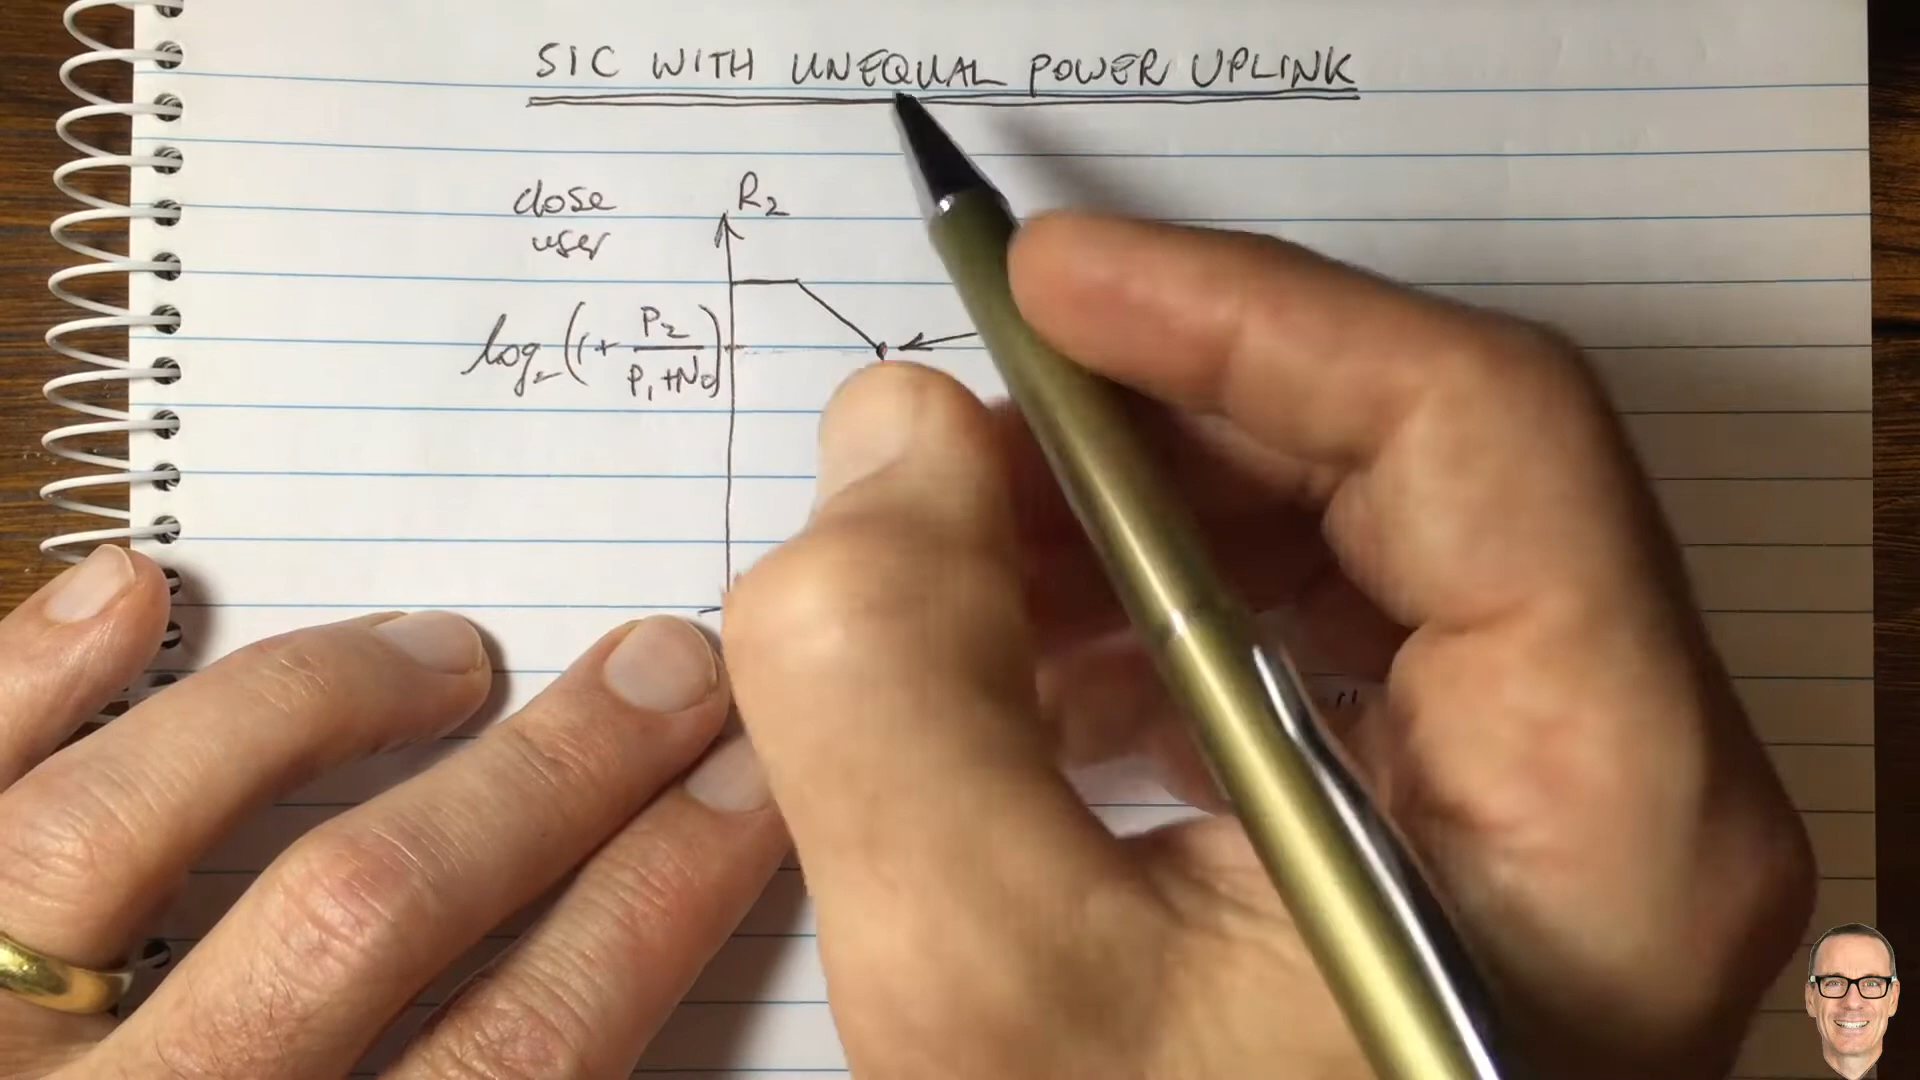 SIC WITH UNEQUAL POWER UPLINK
close
user
R₂
log₂(1+ P₂/(P₁+N₀))